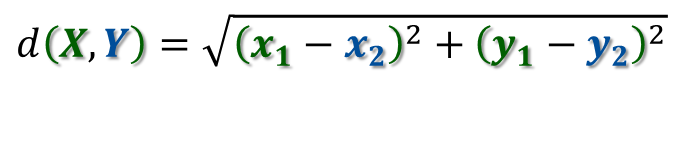 d(X, Y) = √(x₁ − x₂)² + (y₁ − y₂)²